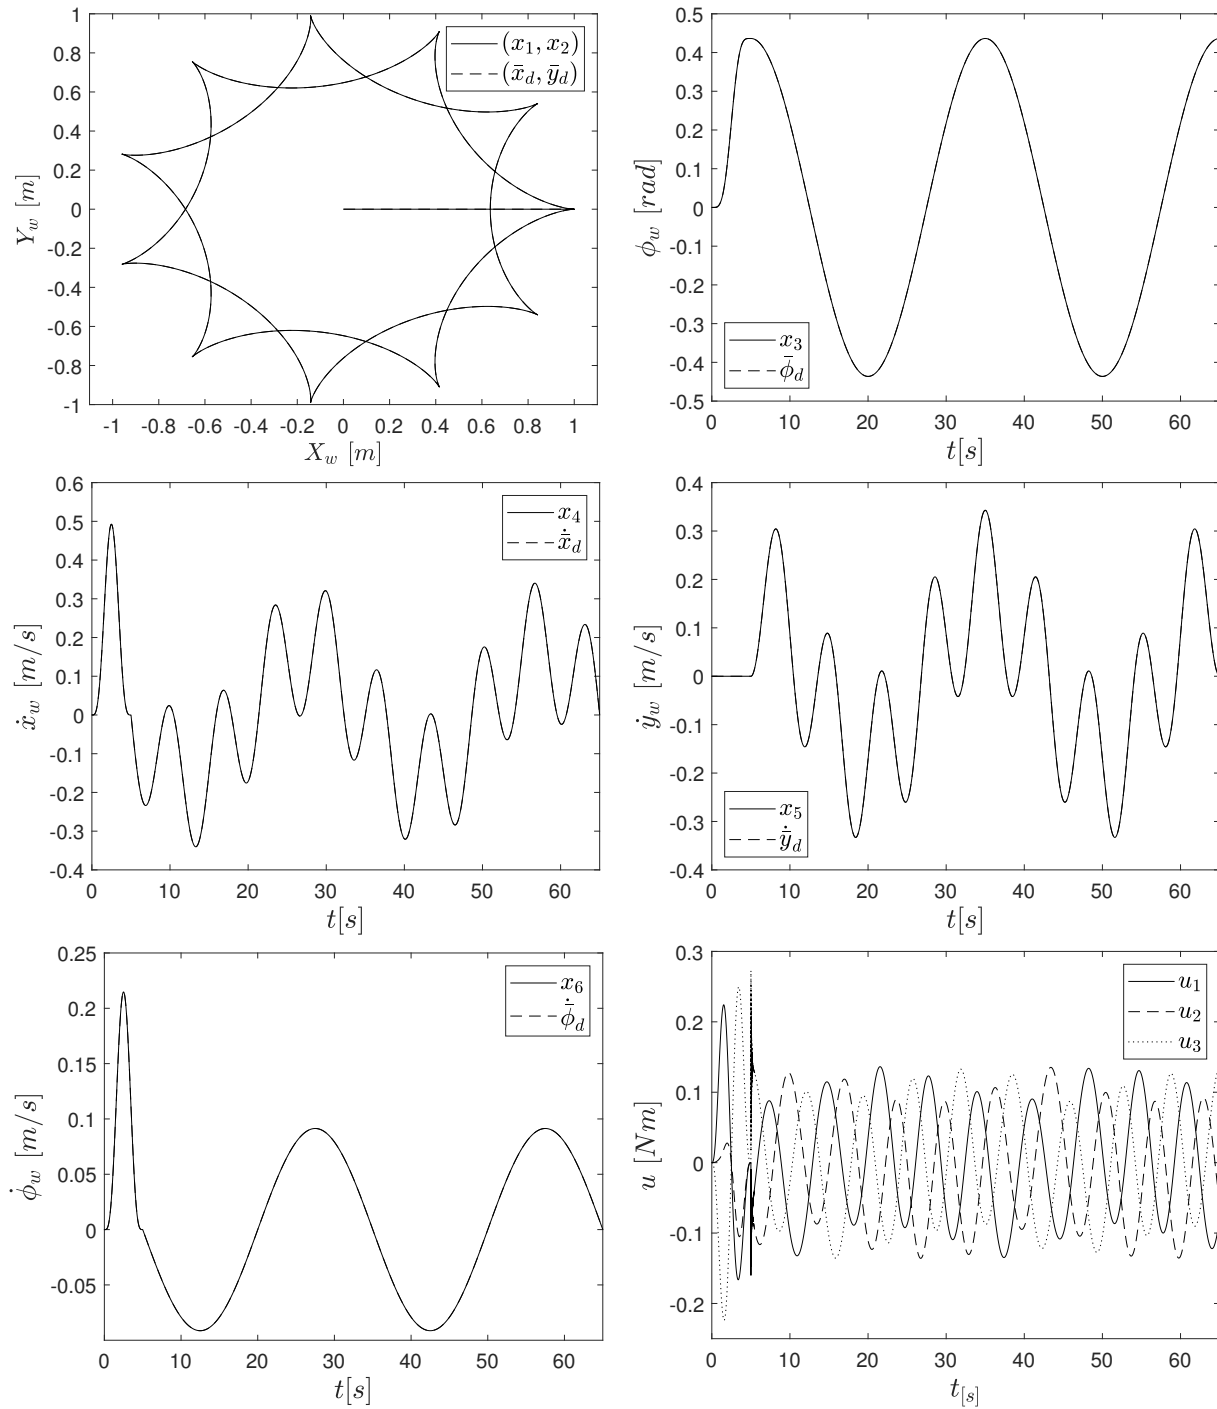 1
0.8
0.6
0.4
0.2
0
-0.2
-0.4
-0.6
-0.8
-1
-1 -0.8 -0.6 -0.4 -0.2 0 0.2 0.4 0.6 0.8 1
Y_w [m]
X_w [m]
(x_1, x_2)
(x̄_d, ȳ_d)
0.5
0.4
0.3
0.2
0.1
0
-0.1
-0.2
-0.3
-0.4
-0.5
0 10 20 30 40 50 60
ϕ_w [rad]
t[s]
x_3
ϕ̄_d
0.6
0.5
0.4
0.3
0.2
0.1
0
-0.1
-0.2
-0.3
-0.4
0 10 20 30 40 50 60
ẋ_w [m/s]
t[s]
x_4
ẋ̄_d
0.4
0.3
0.2
0.1
0
-0.1
-0.2
-0.3
-0.4
0 10 20 30 40 50 60
ẏ_w [m/s]
t[s]
x_5
ẏ̄_d
0.25
0.2
0.15
0.1
0.05
0
-0.05
0 10 20 30 40 50 60
ϕ̇_w [m/s]
t[s]
x_6
ϕ̄̇_d
0.3
0.2
0.1
0
-0.1
-0.2
0 10 20 30 40 50 60
u [Nm]
t_[s]
u_1
u_2
u_3